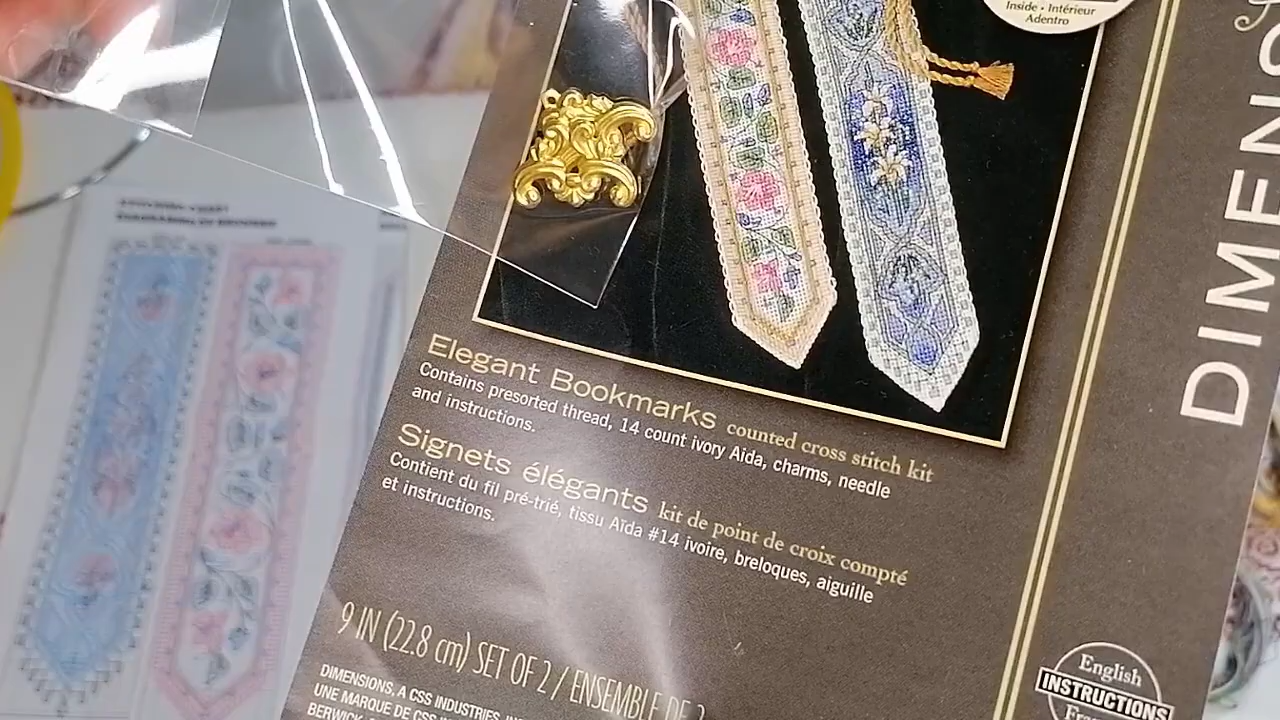 Inside • Intérieur
Adentro
DIMENS
Elegant Bookmarks counted cross stitch kit
Contains presorted thread, 14 count ivory Aida, charms, needle
and instructions.
Signets élégants kit de point de croix compté
Contient du fil pré-trié, tissu Aïda #14 ivoire, breloques, aiguille
et instructions.
9 IN (22.8 cm) SET OF 2 / ENSEMBLE DE 2
DIMENSIONS, A CSS INDUSTRIES, IN
UNE MARQUE DE CSS IN
BERWICK,
English
INSTRUCTIONS